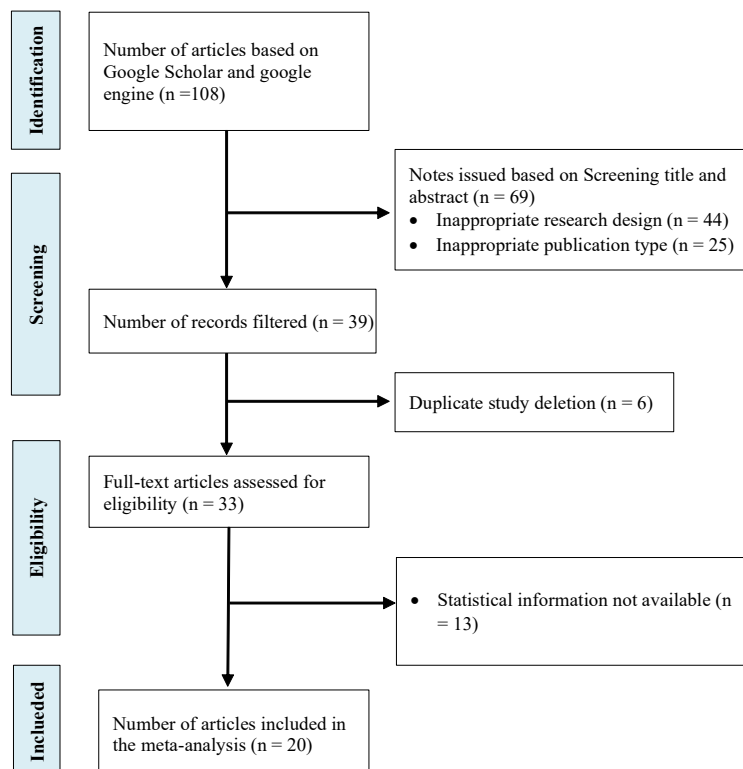 Identification
Number of articles based on
Google Scholar and google
engine (n =108)
Notes issued based on Screening title and
abstract (n = 69)
• Inappropriate research design (n = 44)
• Inappropriate publication type (n = 25)
Screening
Number of records filtered (n = 39)
Duplicate study deletion (n = 6)
Eligibility
Full-text articles assessed for
eligibility (n = 33)
• Statistical information not available (n
= 13)
Inclueded
Number of articles included in
the meta-analysis (n = 20)